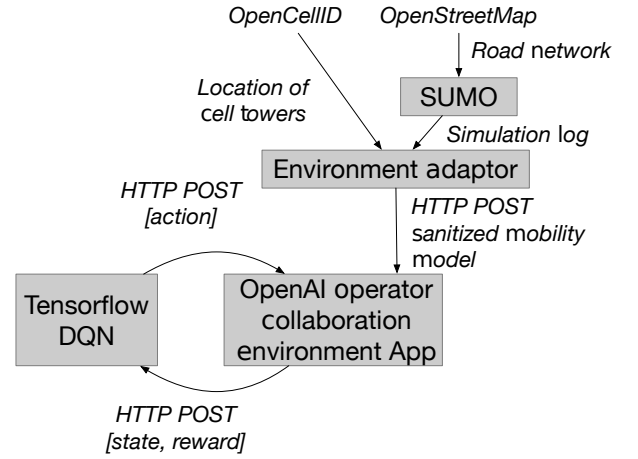 OpenCellID
OpenStreetMap
Road network
Location of
cell towers
SUMO
Simulation log
Environment adaptor
HTTP POST
[action]
HTTP POST
sanitized mobility
model
Tensorflow
DQN
OpenAI operator
collaboration
environment App
HTTP POST
[state, reward]